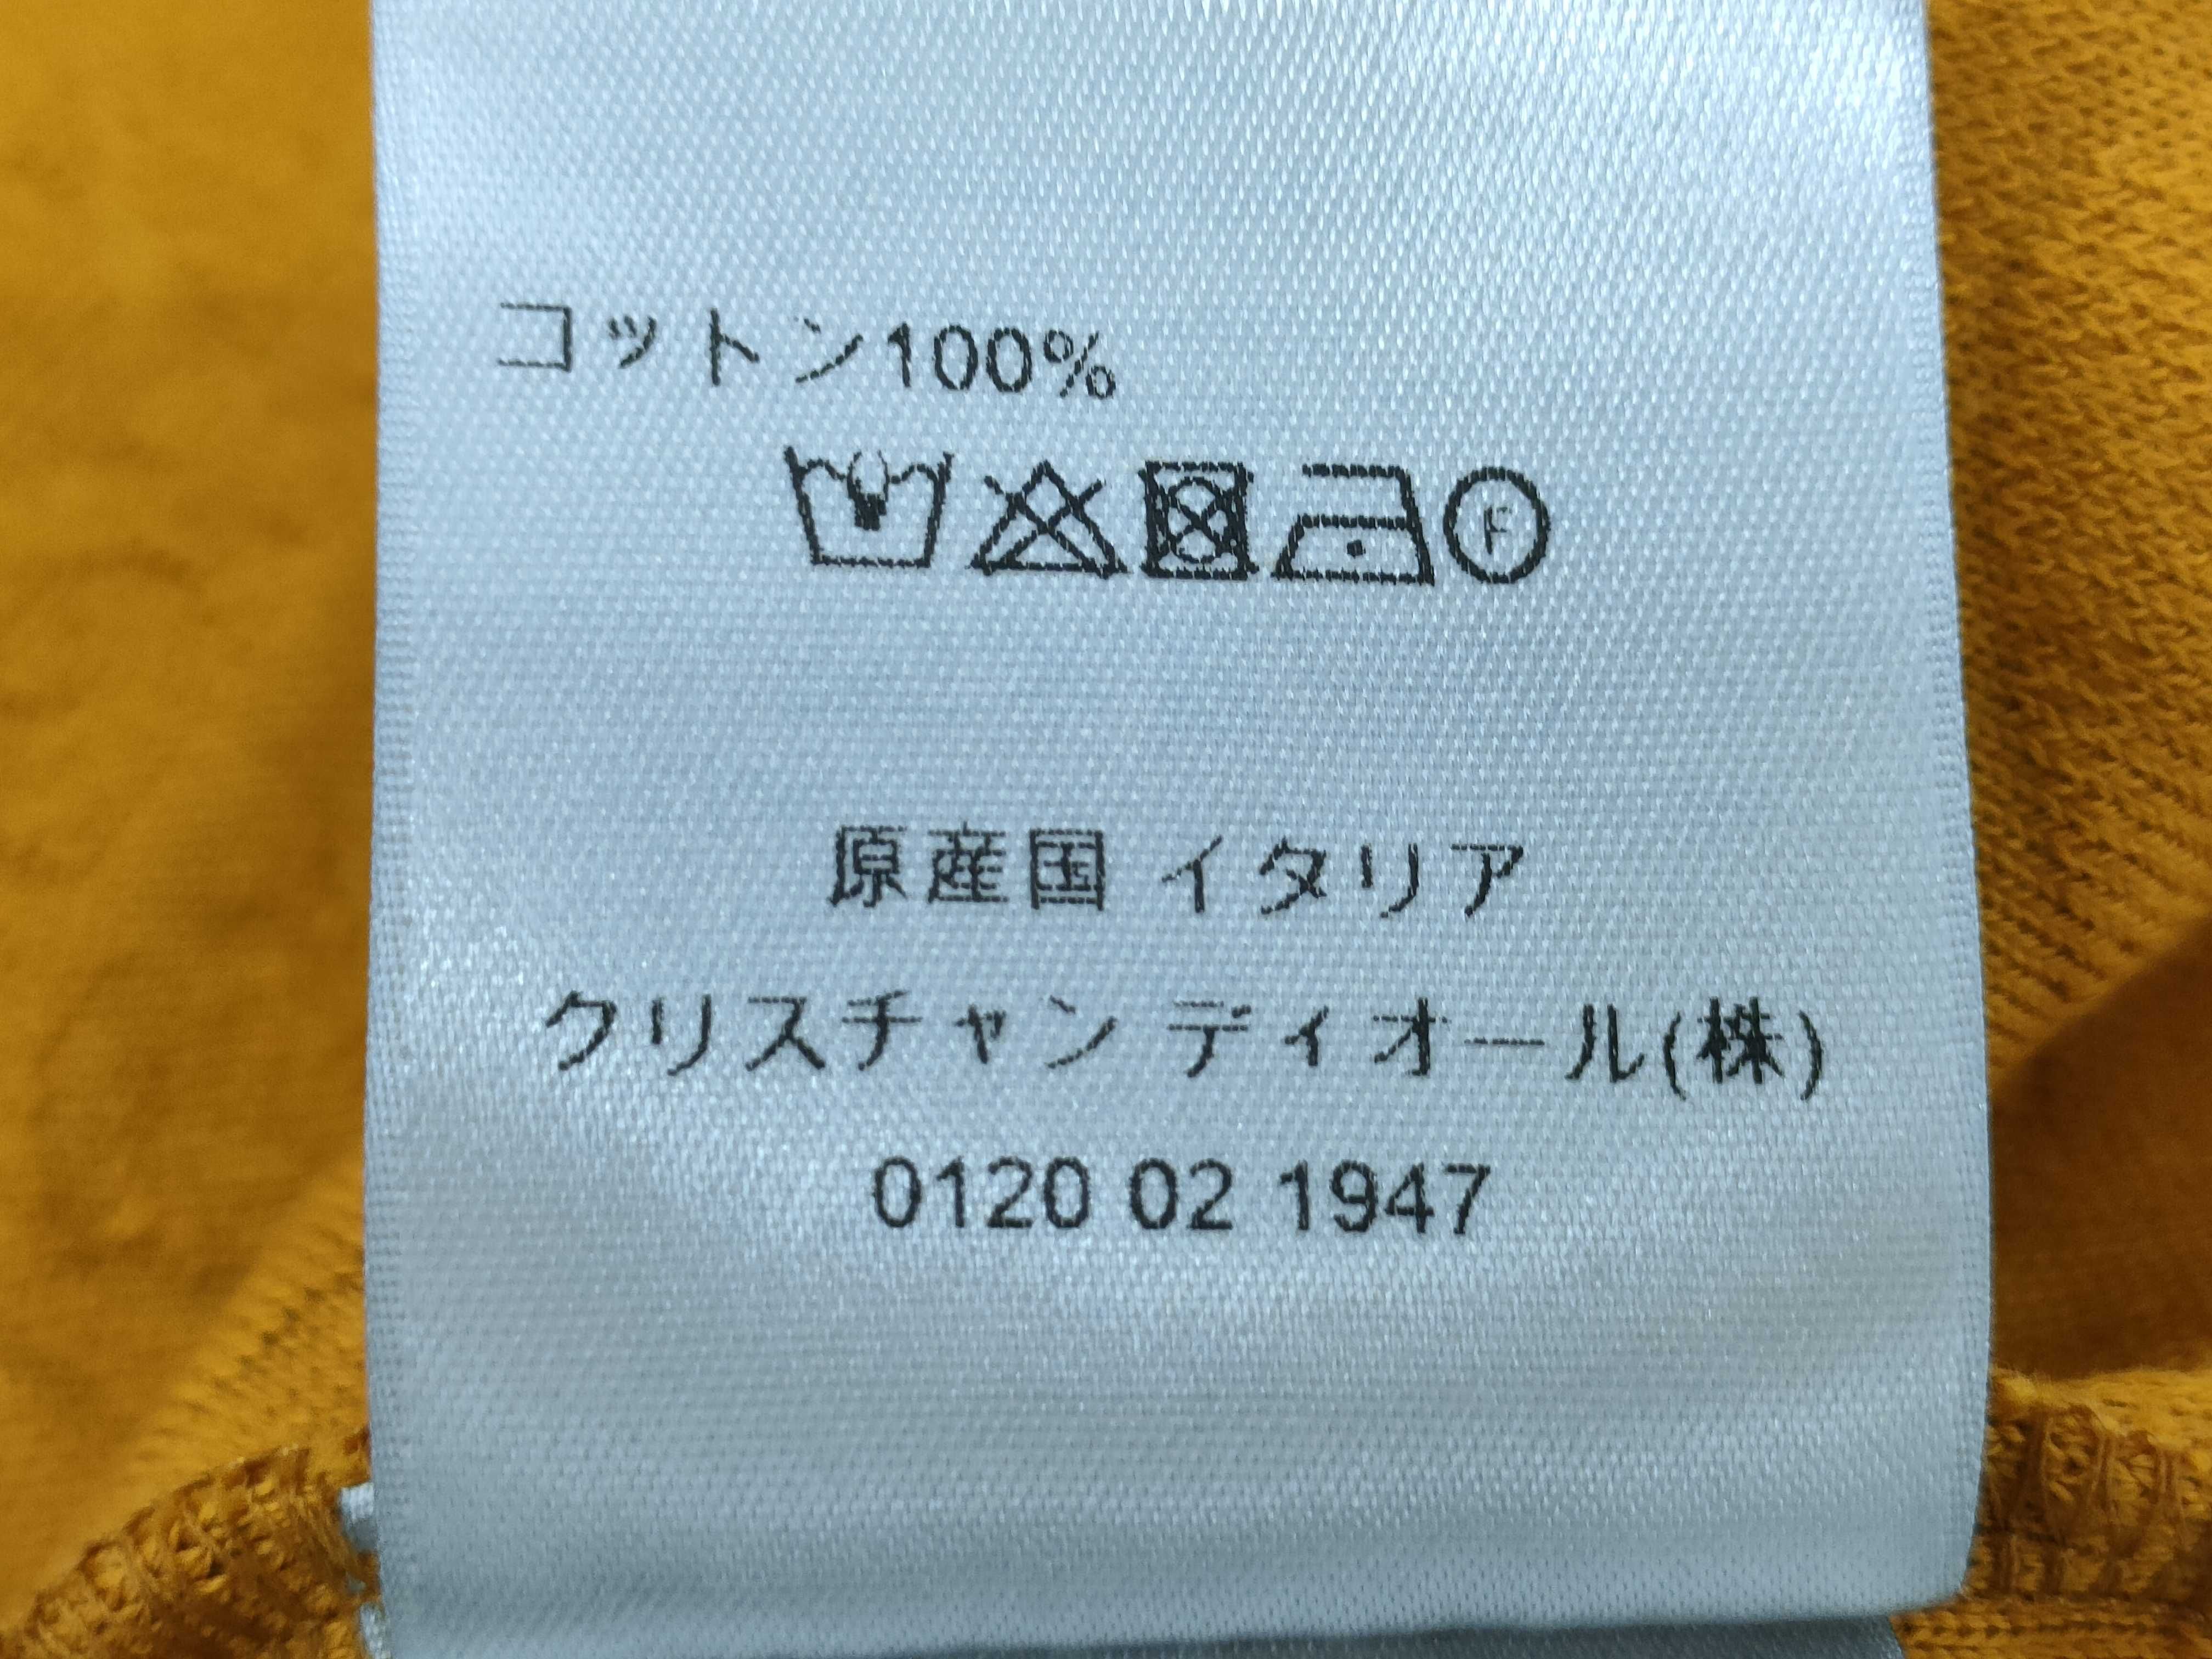 コットン100%
F
原産国 イタリア
クリスチャン ディオール(株)
0120 02 1947